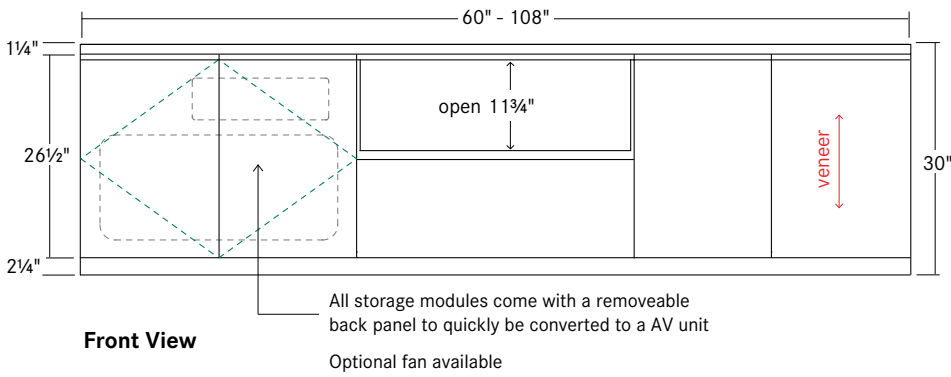 60" - 108"
1¼"
open 11¾"
26½"
veneer
30"
2¼"
All storage modules come with a removeable
back panel to quickly be converted to a AV unit
Front View
Optional fan available